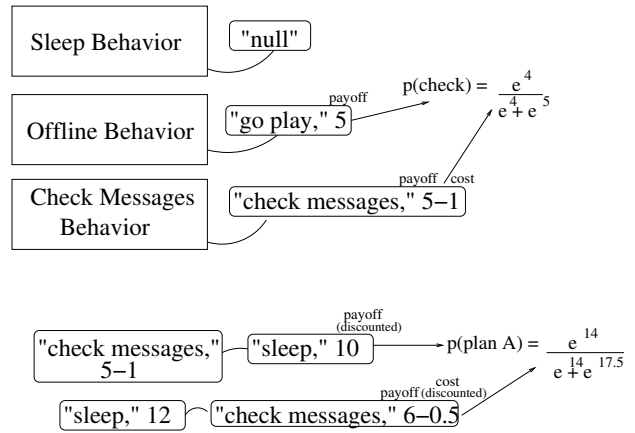 Sleep Behavior
"null"
Offline Behavior
payoff
"go play," 5
p(check) = e^4 / e^4 + e^5
Check Messages
Behavior
payoff cost
"check messages," 5−1
"check messages,"
5−1
payoff
(discounted)
"sleep," 10
p(plan A) = e^14 / e^14 + e^17.5
"sleep," 12
cost
payoff (discounted)
"check messages," 6−0.5